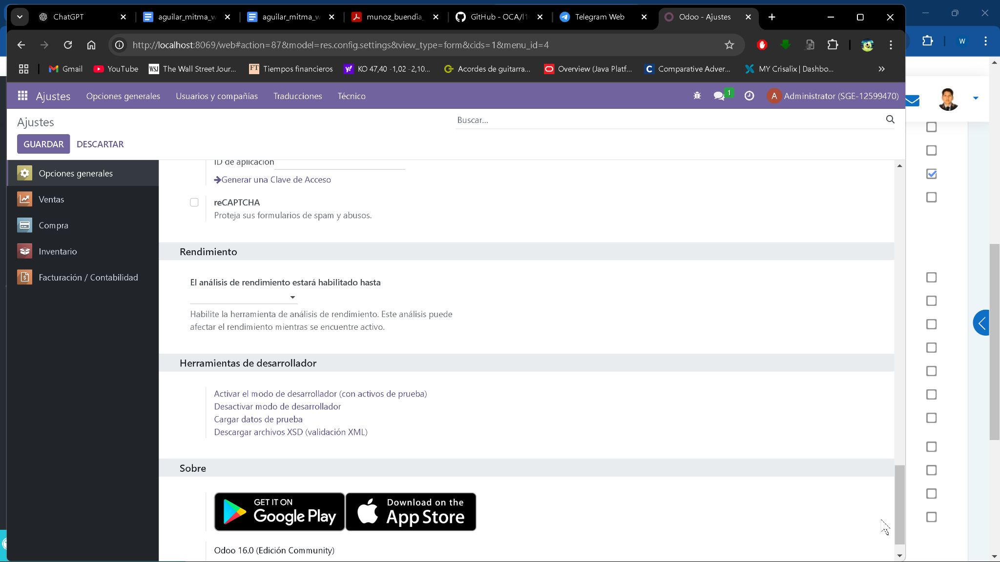 ChatGPT
aguilar_mitma_w
aguilar_mitma_w
munoz_buendia_
GitHub - OCA/l1
Telegram Web
Odoo - Ajustes
http://localhost:8069/web#action=87&model=res.config.settings&view_type=form&cids=1&menu_id=4
W
Gmail
YouTube
WSJ
The Wall Street Jour...
FT
Tiempos financieros
KO 47,40 -1,02 -2,10...
Acordes de guitarra...
Overview (Java Platf...
C
Comparative Adver...
MY Crisalix | Dashbo...
»
Ajustes
Opciones generales
Usuarios y compañías
Traducciones
Técnico
1
A
Administrator (SGE-12599470)
Ajustes
Buscar...
GUARDAR
DESCARTAR
Opciones generales
Ventas
Compra
Inventario
Facturación / Contabilidad
ID de aplicación
Generar una Clave de Acceso
reCAPTCHA
Proteja sus formularios de spam y abusos.
Rendimiento
El análisis de rendimiento estará habilitado hasta
Habilite la herramienta de análisis de rendimiento. Este análisis puede
afectar el rendimiento mientras se encuentre activo.
Herramientas de desarrollador
Activar el modo de desarrollador (con activos de prueba)
Desactivar modo de desarrollador
Cargar datos de prueba
Descargar archivos XSD (validación XML)
Sobre
GET IT ON
Google Play
Download on the
App Store
Odoo 16.0 (Edición Community)